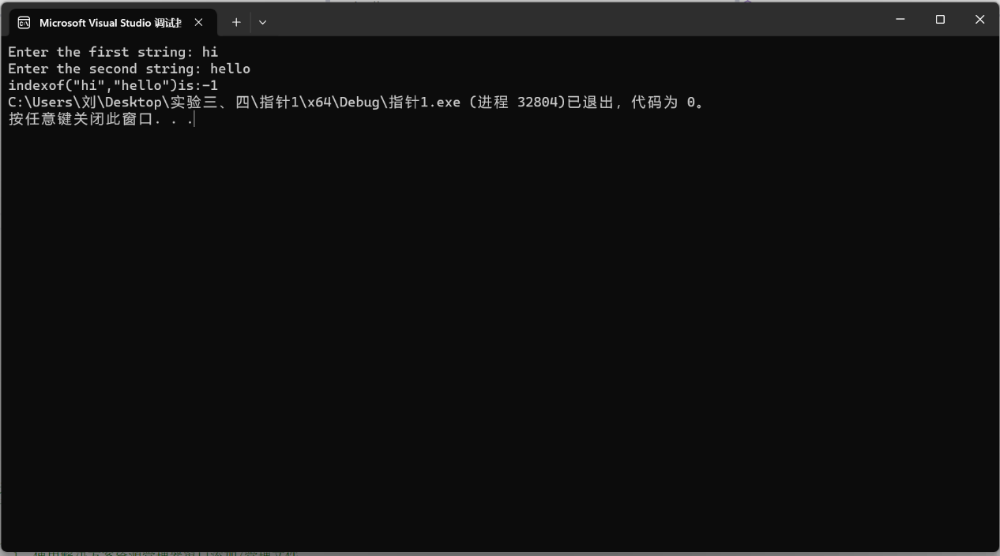 Microsoft Visual Studio 调试控
Enter the first string: hi
Enter the second string: hello
indexof("hi","hello")is:-1
C:\Users\刘\Desktop\实验三、四\指针1\x64\Debug\指针1.exe (进程 32804)已退出，代码为 0。
按任意键关闭此窗口. . .